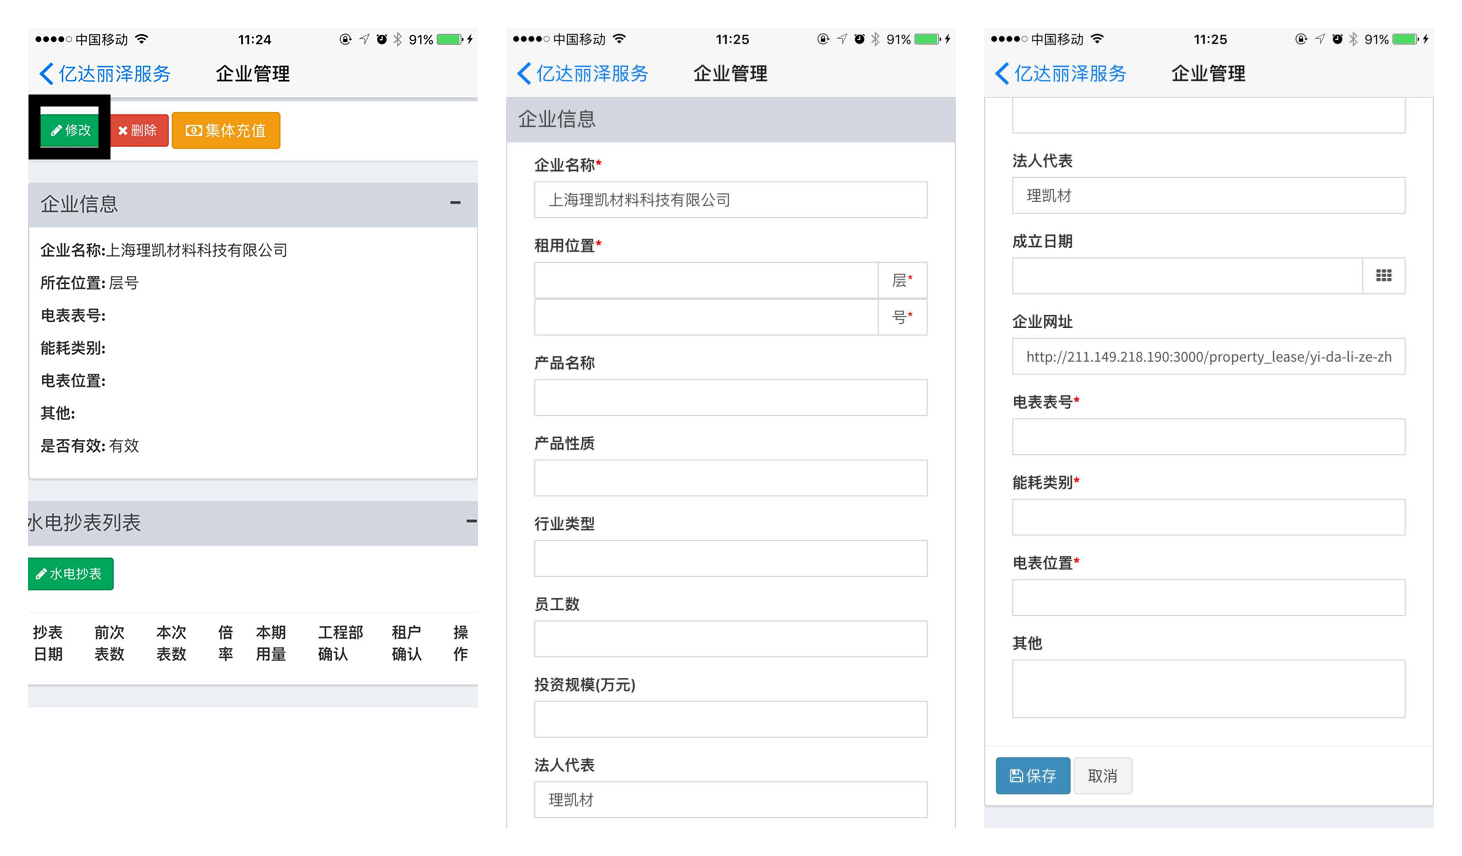 中国移动 11:24 91%
亿达丽泽服务 企业管理
修改 删除 集体充值
企业信息
企业名称:上海理凯材料科技有限公司
所在位置: 层号
电表表号:
能耗类别:
电表位置:
其他:
是否有效: 有效
水电抄表列表
水电抄表
抄表日期 前次表数 本次表数 倍率 本期用量 工程部确认 租户确认 操作
中国移动 11:25 91%
亿达丽泽服务 企业管理
企业信息
企业名称*
上海理凯材料科技有限公司
租用位置*
层*
号*
产品名称
产品性质
行业类型
员工数
投资规模(万元)
法人代表
理凯材
中国移动 11:25 91%
亿达丽泽服务 企业管理
法人代表
理凯材
成立日期
企业网址
http://211.149.218.190:3000/property_lease/yi-da-li-ze-zh
电表表号*
能耗类别*
电表位置*
其他
保存 取消